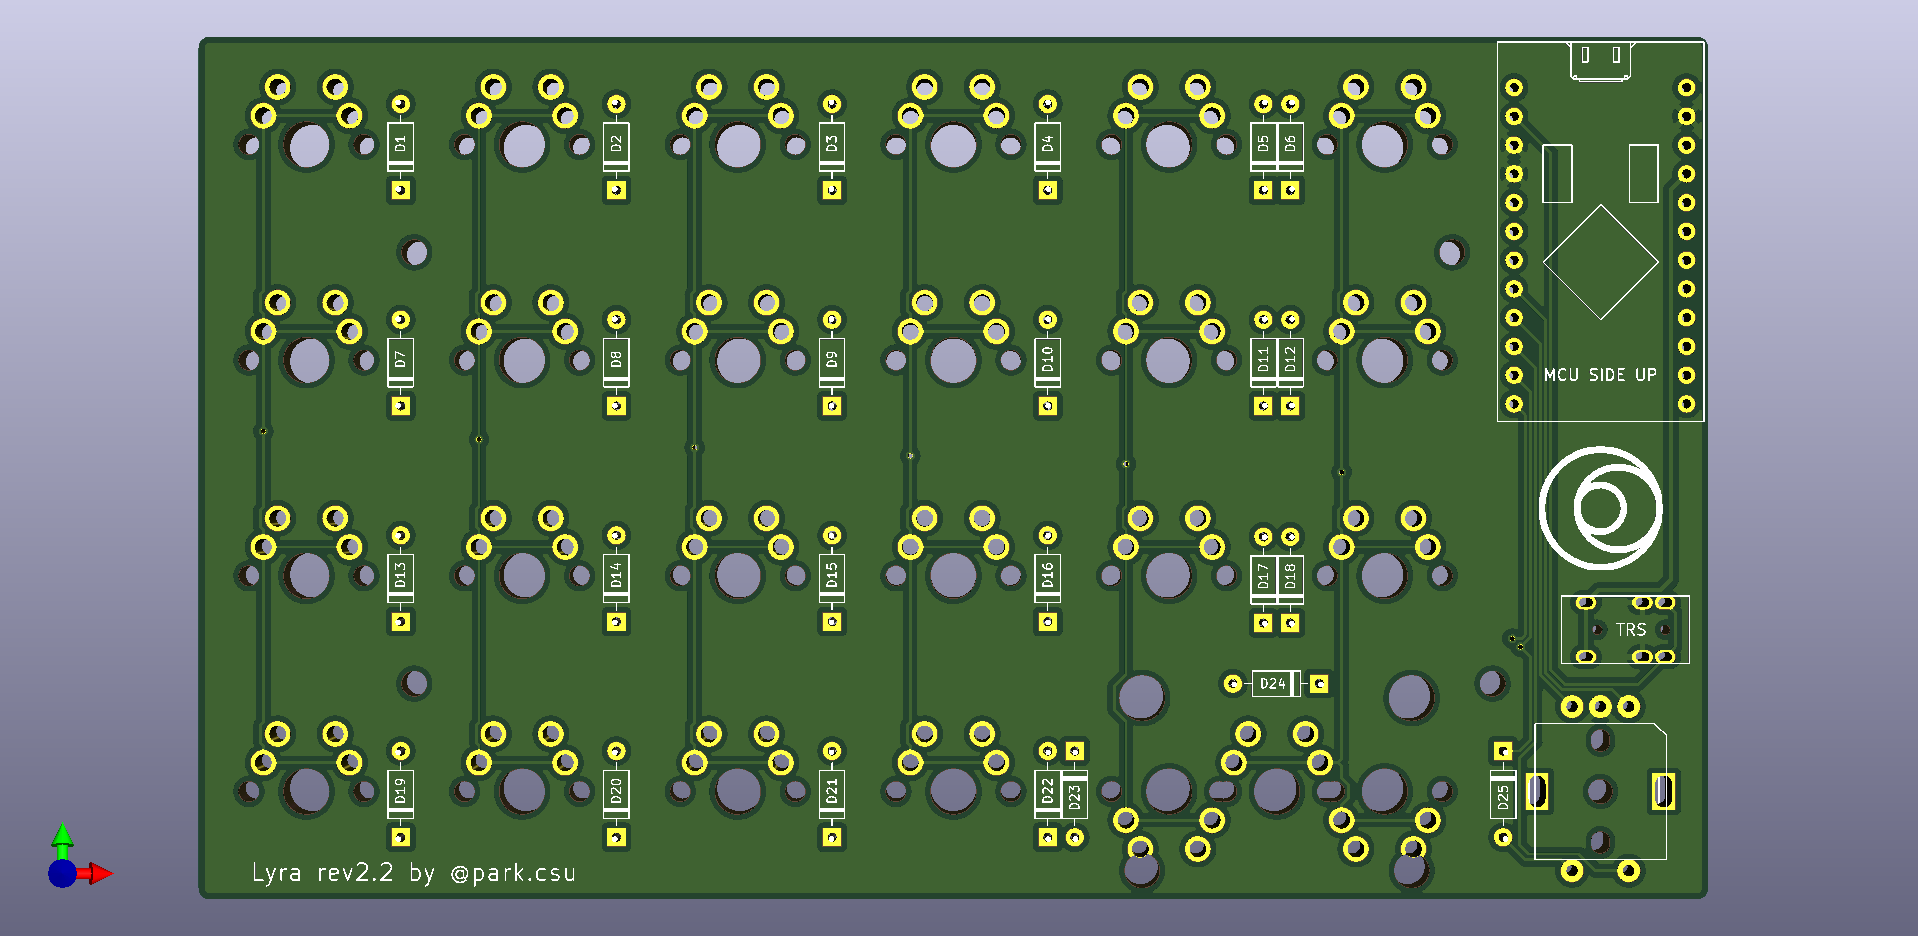 D1
D2
D3
D4
D5
D6
D7
D8
D9
D10
D11
D12
MCU SIDE UP
D13
D14
D15
D16
D17
D18
TRS
D24
D19
D20
D21
D22
D23
D25
Lyra rev2.2 by @park.csu